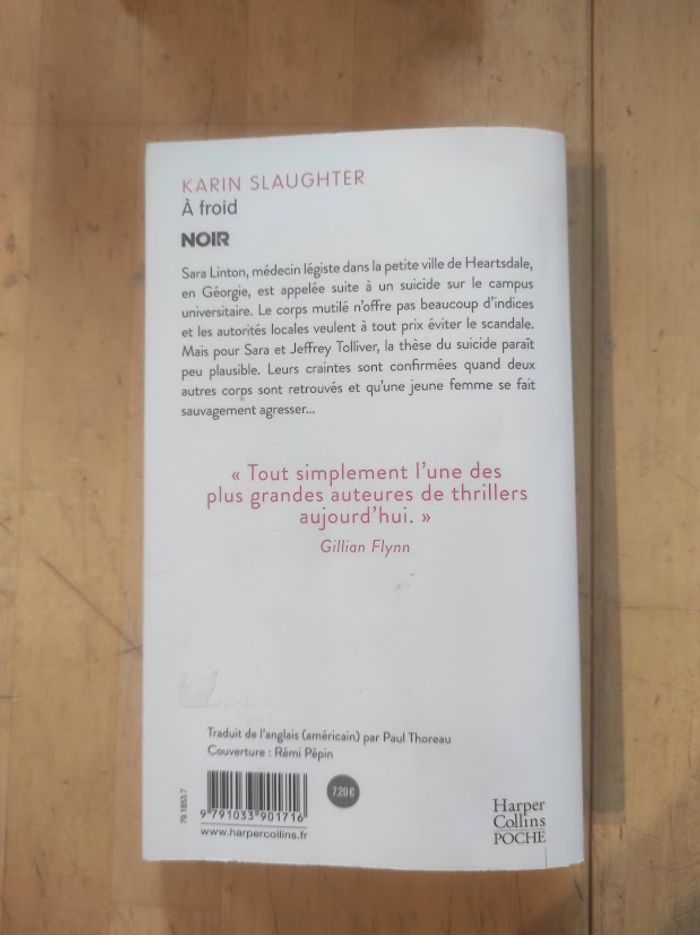 KARIN SLAUGHTER
À froid
NOIR
Sara Linton, médecin légiste dans la petite ville de Heartsdale,
en Géorgie, est appelée suite à un suicide sur le campus
universitaire. Le corps mutilé n'offre pas beaucoup d'indices
et les autorités locales veulent à tout prix éviter le scandale.
Mais pour Sara et Jeffrey Tolliver, la thèse du suicide paraît
peu plausible. Leurs craintes sont confirmées quand deux
autres corps sont retrouvés et qu'une jeune femme se fait
sauvagement agresser...
« Tout simplement l'une des
plus grandes auteures de thrillers
aujourd'hui. »
Gillian Flynn
Traduit de l'anglais (américain) par Paul Thoreau
Couverture : Rémi Pépin
79.1853.7
9 791033 901716
7,20 €
www.harpercollins.fr
Harper
Collins
POCHE